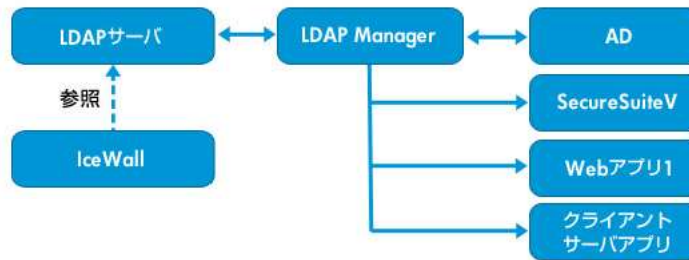 LDAPサーバ
LDAP Manager
AD
参照
SecureSuiteV
IceWall
Webアプリ1
クライアント
サーバアプリ